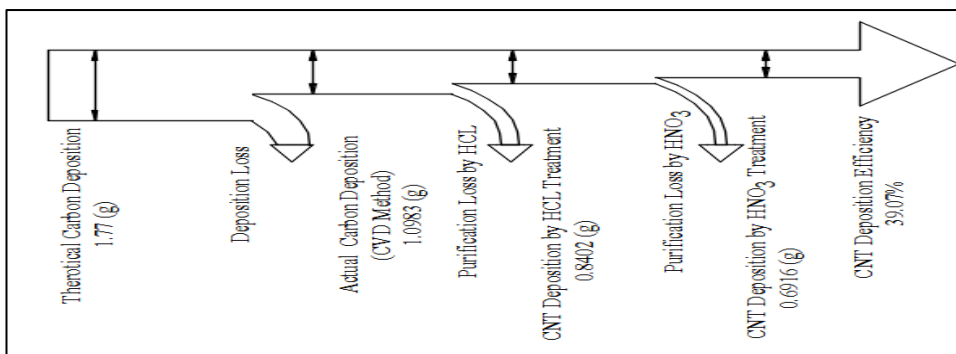 Therotical Carbon Deposition
1.77 (g)
Deposition Loss
Actual Carbon Deposition
(CVD Method)
1.0983 (g)
Purification Loss by HCL
CNT Deposition by HCL Treatment
0.8402 (g)
Purification Loss by HNO₃
CNT Deposition by HNO₃ Treatment
0.6916 (g)
CNT Deposition Efficiency
39.07%